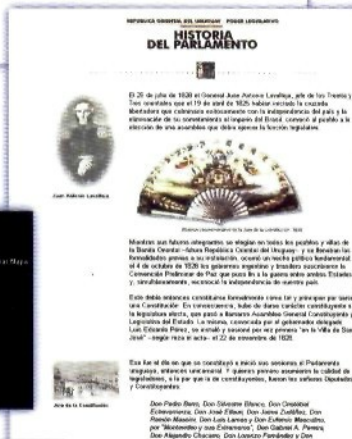 REPUBLICA ORIENTAL DEL URUGUAY PODER LEGISLATIVO
HISTORIA
DEL PARLAMENTO
El 25 de julio de 1828 el General Juan Antonio Lavalleja, jefe de los Treinta y
Tres orientales que el 19 de abril de 1825 habían iniciado la cruzada
libertadora que culminara exitosamente con la independencia del país y la
eliminación de su sometimiento al Imperio del Brasil, convocó al pueblo a la
elección de una asamblea que debía ejercer la función legislativa.
Juan Antonio Lavalleja
Mientras sus futuros integrantes se elegían en todos los pueblos y villas de
la Banda Oriental -futura República Oriental del Uruguay- y se llenaban las
formalidades previas a su instalación, ocurrió un hecho político fundamental:
el 4 de octubre de 1828 los gobiernos argentino y brasilero suscribieron la
Convención Preliminar de Paz que puso fin a la guerra entre ambos Estados
y, simultáneamente, reconoció la independencia de nuestro país.
Este debía entonces constituirse formalmente como tal y principiar por darse
una Constitución. En consecuencia, hubo de darse carácter constituyente a
la legislatura electa, que pasó a llamarse Asamblea General Constituyente y
Legislativa del Estado. La misma, convocada por el gobernador delegado
Luis Eduardo Pérez, se instaló y sesionó por vez primera "en la Villa de San
José" -según reza el acta- el 22 de noviembre de 1828.
Ese fue el día en que se constituyó e inició sus sesiones el Parlamento
uruguayo, entonces unicameral. Y quienes primero asumieron la calidad de
legisladores, a la par que la de constituyentes, fueron los señores Diputados
y Constituyentes:
Jura de la Constitución
Don Pedro Berro, Don Silvestre Blanco, Don Cristóbal
Echevarriarza, Don José Ellauri, Don Jaime Zudáñez, Don
Ramón Massini, Don Luis Lamas y Don Eufemio Masculino,
por "Montevideo y sus Extramuros", Don Gabriel A. Pereira,
Don Alejandro Chucarro, Don Lorenzo Fernández y Don